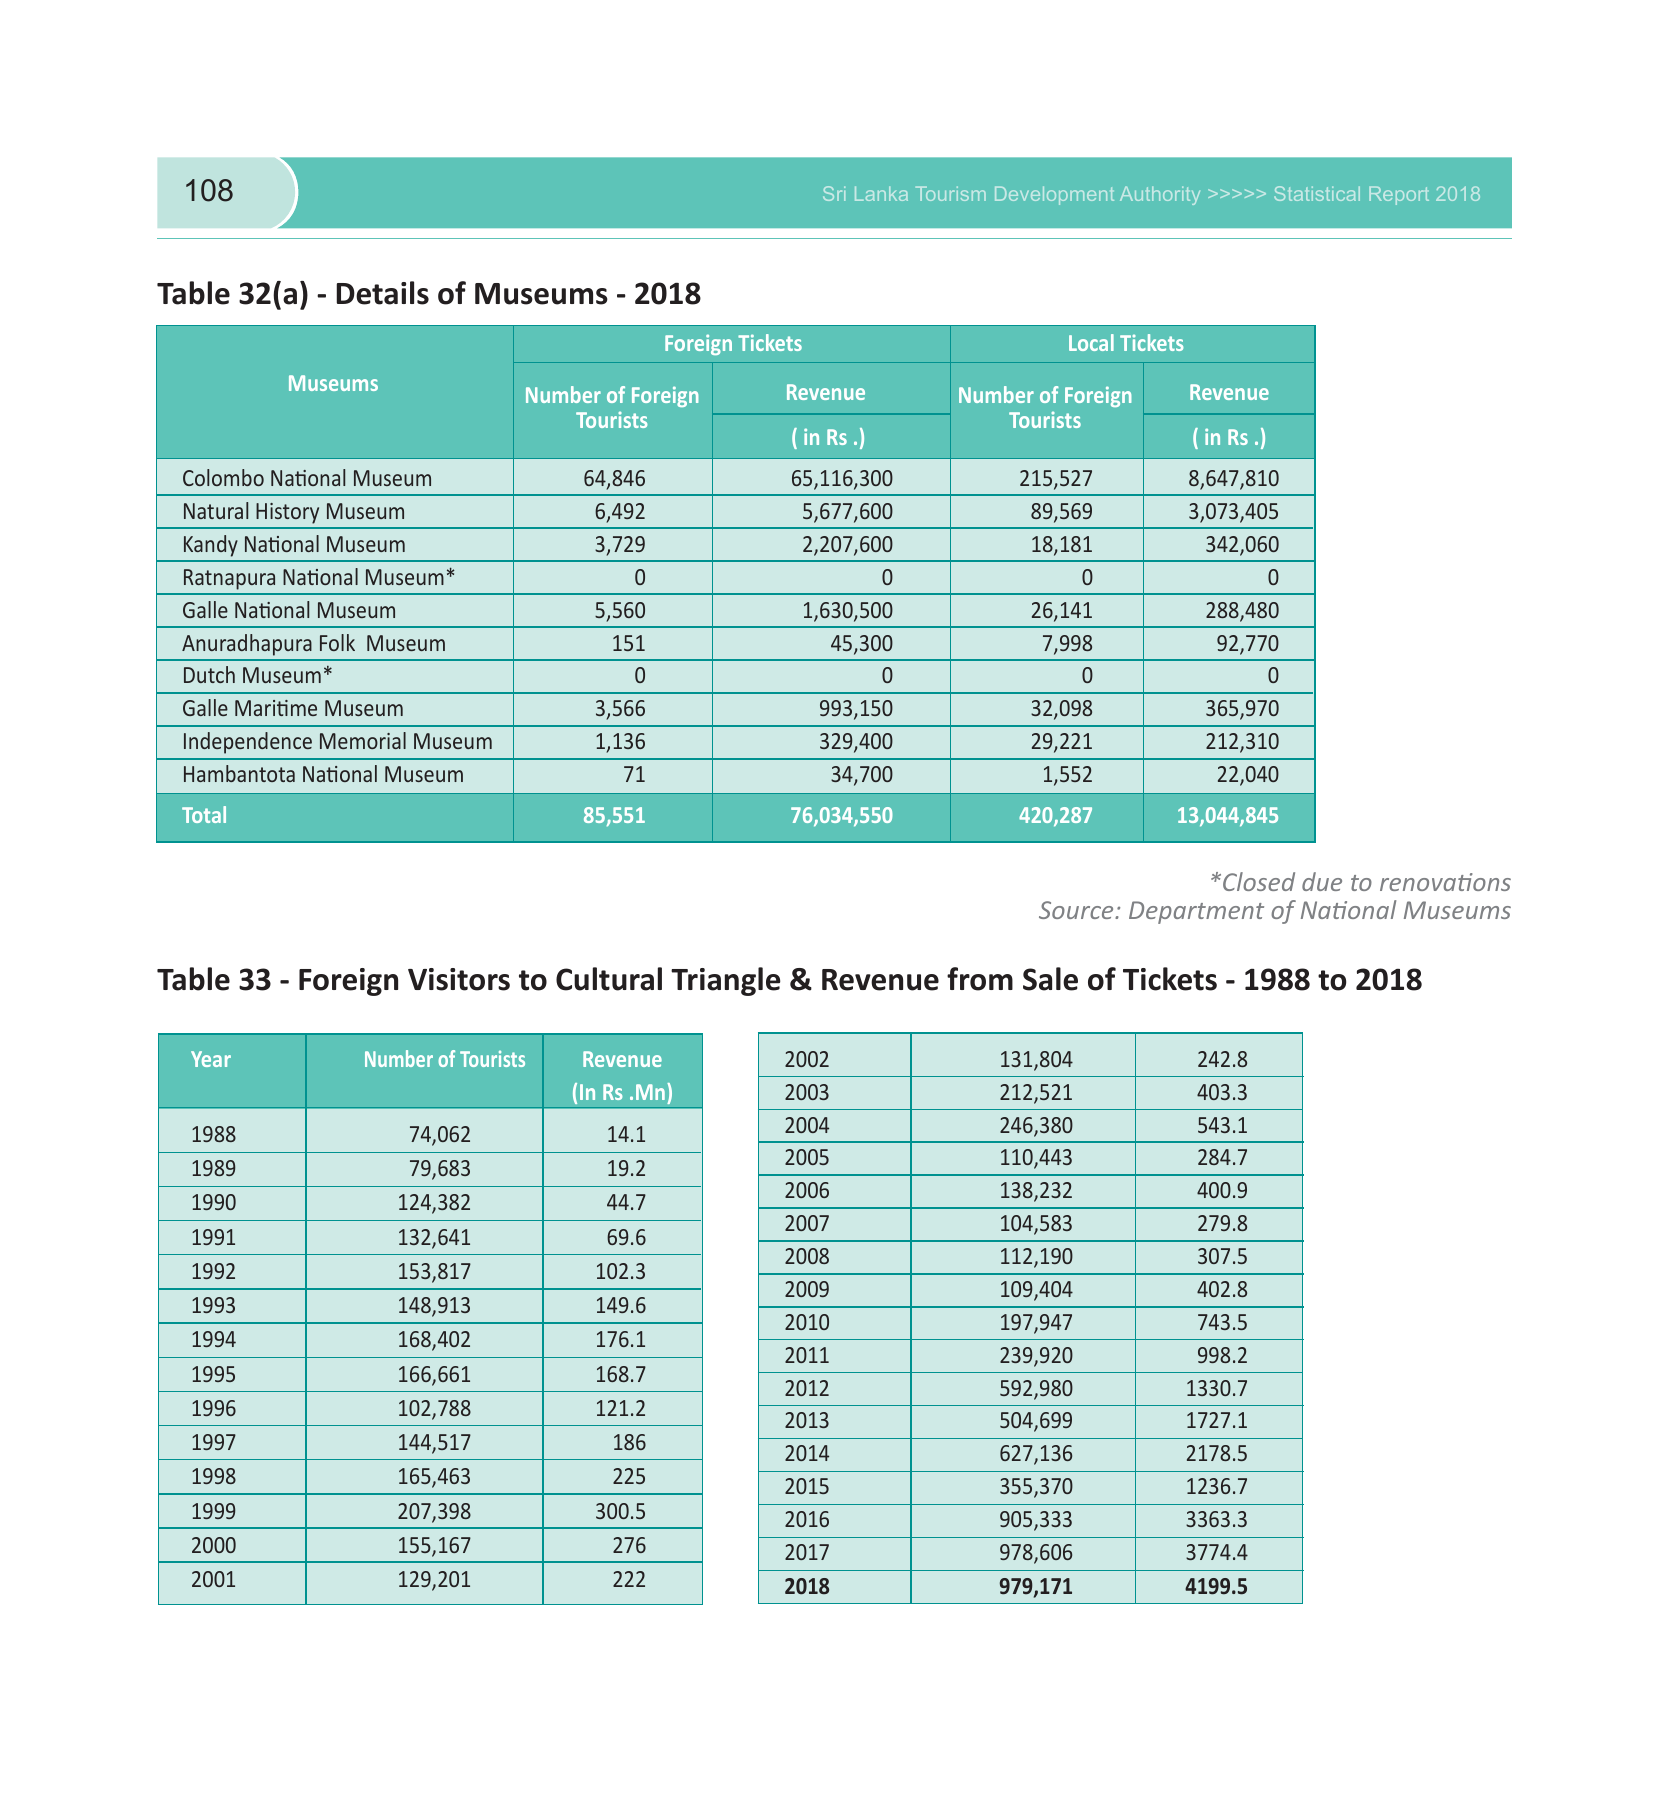 108
Sri Lanka Tourism Development Authority >>>>> Statistical Report 2018
Table 32(a) - Details of Museums - 2018
Museums
Foreign Tickets
Local Tickets
Number of Foreign Tourists
Revenue
( in Rs .)
Number of Foreign Tourists
Revenue
( in Rs .)
Colombo National Museum 64,846 65,116,300 215,527 8,647,810
Natural History Museum 6,492 5,677,600 89,569 3,073,405
Kandy National Museum 3,729 2,207,600 18,181 342,060
Ratnapura National Museum* 0 0 0 0
Galle National Museum 5,560 1,630,500 26,141 288,480
Anuradhapura Folk Museum 151 45,300 7,998 92,770
Dutch Museum* 0 0 0 0
Galle Maritime Museum 3,566 993,150 32,098 365,970
Independence Memorial Museum 1,136 329,400 29,221 212,310
Hambantota National Museum 71 34,700 1,552 22,040
Total 85,551 76,034,550 420,287 13,044,845
*Closed due to renovations
Source: Department of National Museums
Table 33 - Foreign Visitors to Cultural Triangle & Revenue from Sale of Tickets - 1988 to 2018
Year Number of Tourists Revenue
(In Rs .Mn)
1988 74,062 14.1
1989 79,683 19.2
1990 124,382 44.7
1991 132,641 69.6
1992 153,817 102.3
1993 148,913 149.6
1994 168,402 176.1
1995 166,661 168.7
1996 102,788 121.2
1997 144,517 186
1998 165,463 225
1999 207,398 300.5
2000 155,167 276
2001 129,201 222
2002 131,804 242.8
2003 212,521 403.3
2004 246,380 543.1
2005 110,443 284.7
2006 138,232 400.9
2007 104,583 279.8
2008 112,190 307.5
2009 109,404 402.8
2010 197,947 743.5
2011 239,920 998.2
2012 592,980 1330.7
2013 504,699 1727.1
2014 627,136 2178.5
2015 355,370 1236.7
2016 905,333 3363.3
2017 978,606 3774.4
2018 979,171 4199.5